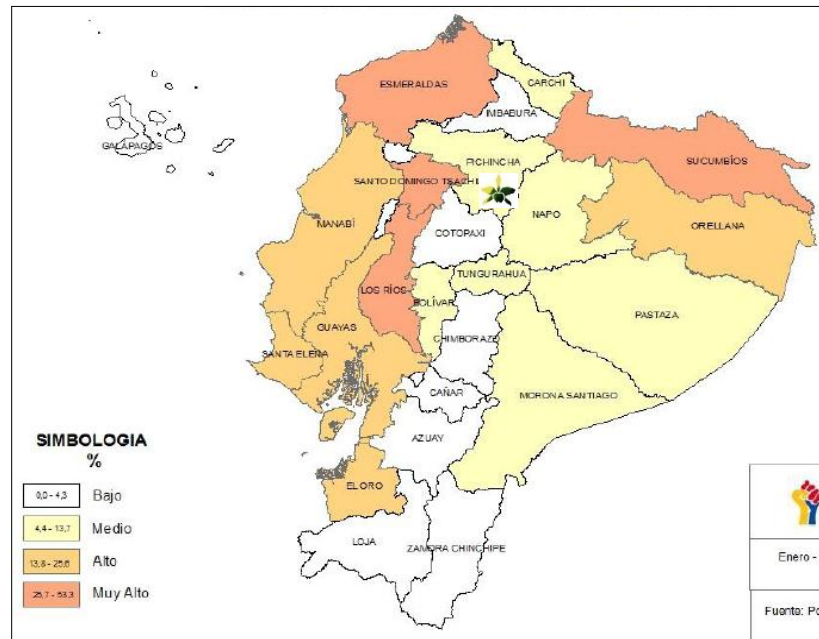 ESMERALDAS
CARCHI
IMBABURA
GALÁPAGOS
PICHINCHA
SUCUMBÍOS
SANTO DOMINGO TSACHI
MANABÍ
NAPO
ORELLANA
COTOPAXI
LOS RÍOS
TUNGURAHUA
BOLÍVAR
GUAYAS
PASTAZA
SANTA ELENA
CHIMBORAZO
CAÑAR
MORONA SANTIAGO
AZUAY
EL ORO
LOJA
ZAMORA CHINCHIPE
SIMBOLOGIA
%
0,0 - 4,3 Bajo
4,4 - 13,7 Medio
13,8 - 25,6 Alto
25,7 - 53,3 Muy Alto
Enero -
Fuente: Po